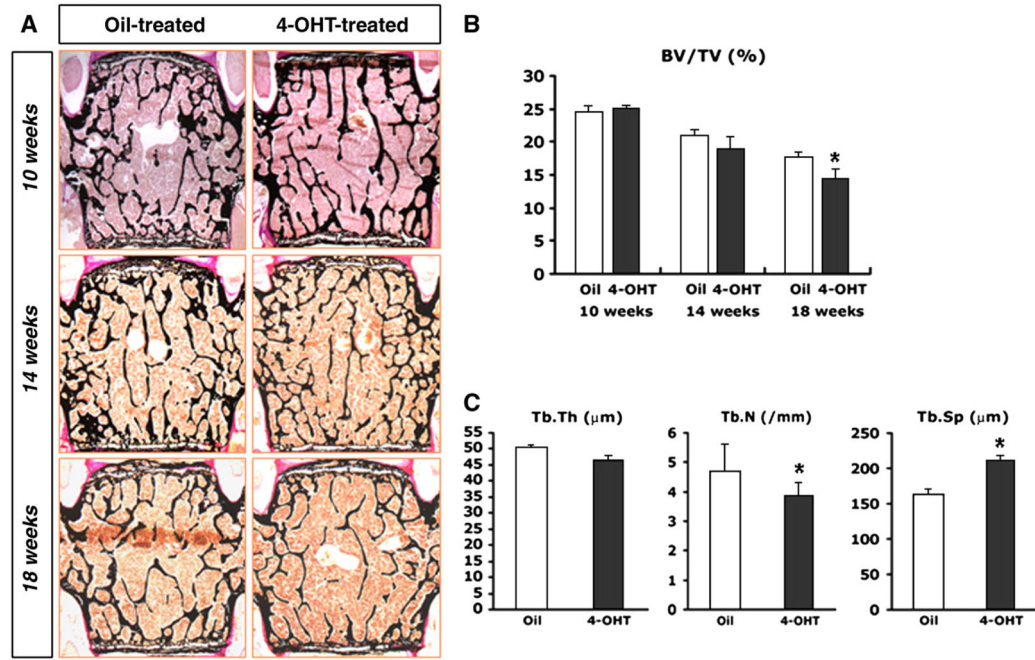 A
Oil-treated
4-OHT-treated
10 weeks
14 weeks
18 weeks
B
BV/TV (%)
30
25
20
15
10
5
0
*
Oil 4-OHT Oil 4-OHT Oil 4-OHT
10 weeks 14 weeks 18 weeks
C
Tb.Th (μm)
55
50
45
40
35
30
25
20
15
10
5
0
Oil 4-OHT
Tb.N (/mm)
6
5
4
3
2
1
0
*
Oil 4-OHT
Tb.Sp (μm)
250
200
150
100
50
0
*
Oil 4-OHT